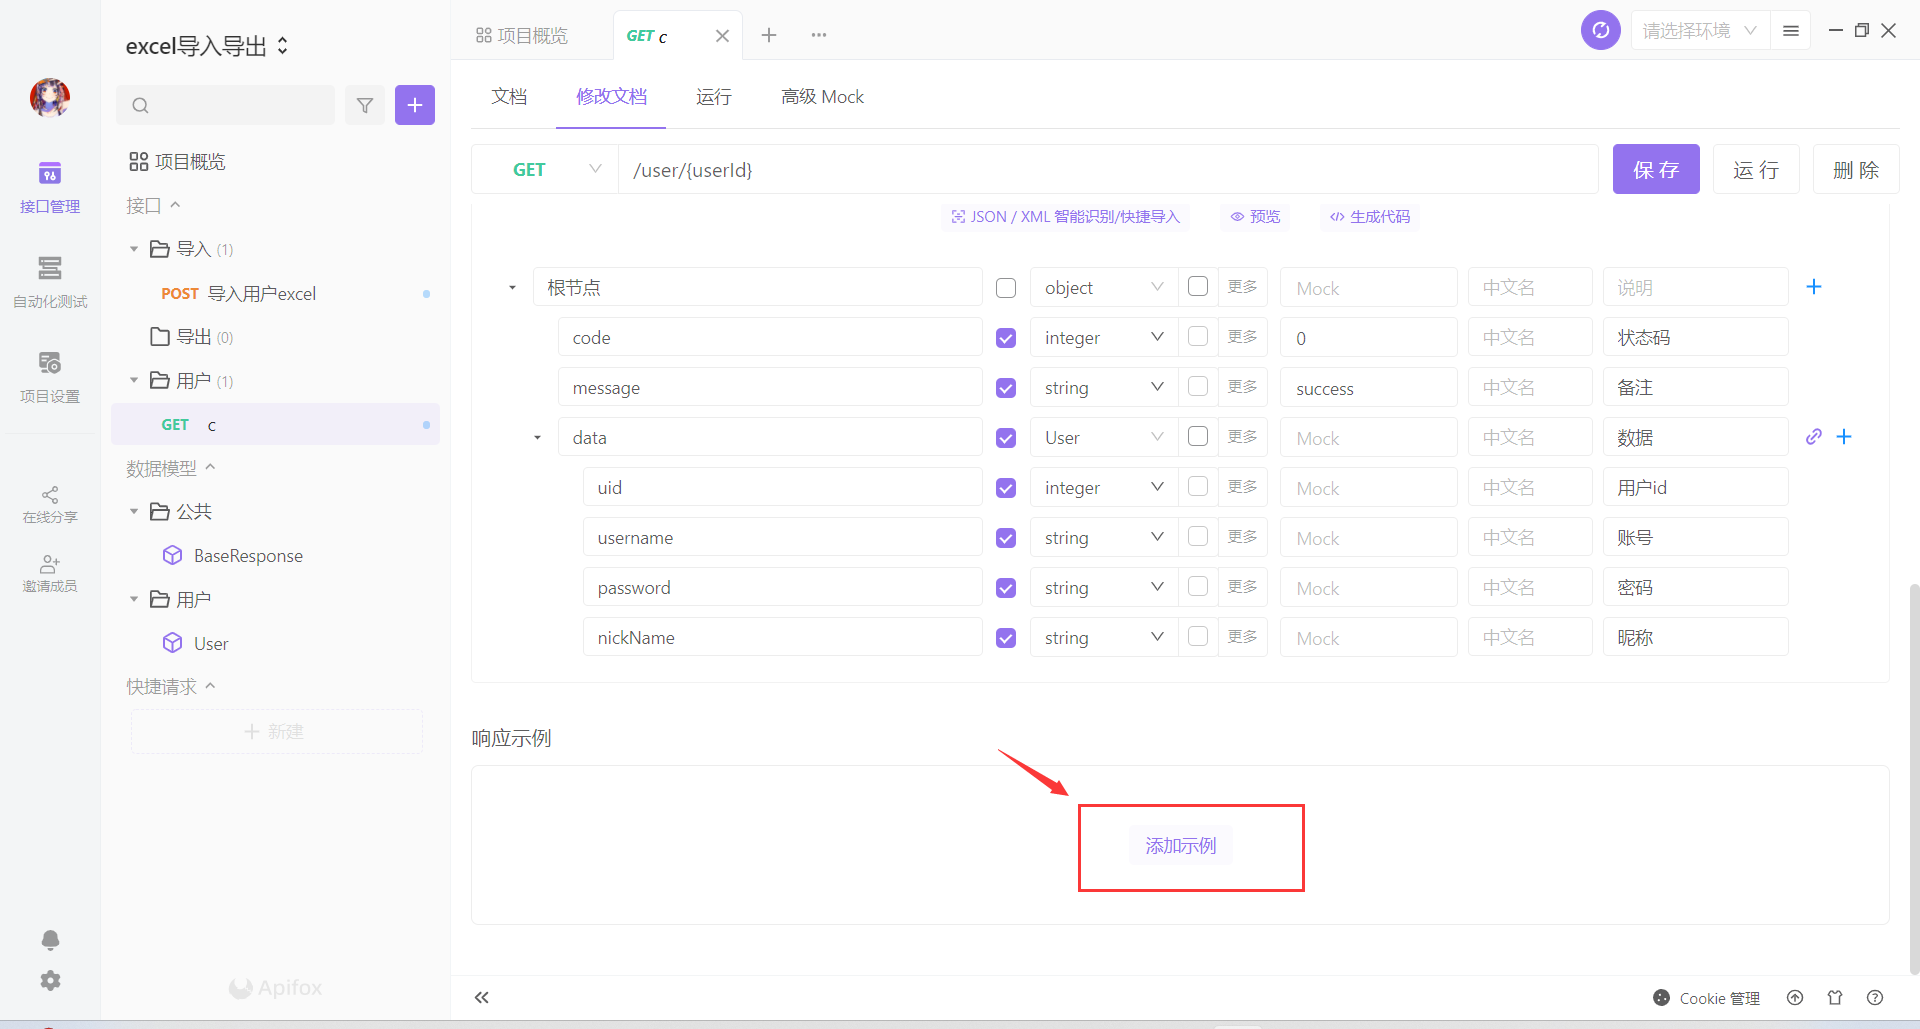 excel导入导出
项目概览
GET c
请选择环境
文档
修改文档
运行
高级 Mock
接口管理
自动化测试
项目设置
在线分享
邀请成员
项目概览
接口
导入 (1)
POST 导入用户excel
导出 (0)
用户 (1)
GET c
数据模型
公共
BaseResponse
用户
User
快捷请求
新建
Apifox
GET
/user/{userId}
保 存
运 行
删 除
JSON / XML 智能识别/快捷导入
预览
</> 生成代码
根节点 object 更多 Mock 中文名 说明
code integer 更多 0 中文名 状态码
message string 更多 success 中文名 备注
data User 更多 Mock 中文名 数据
uid integer 更多 Mock 中文名 用户id
username string 更多 Mock 中文名 账号
password string 更多 Mock 中文名 密码
nickName string 更多 Mock 中文名 昵称
响应示例
添加示例
Cookie 管理